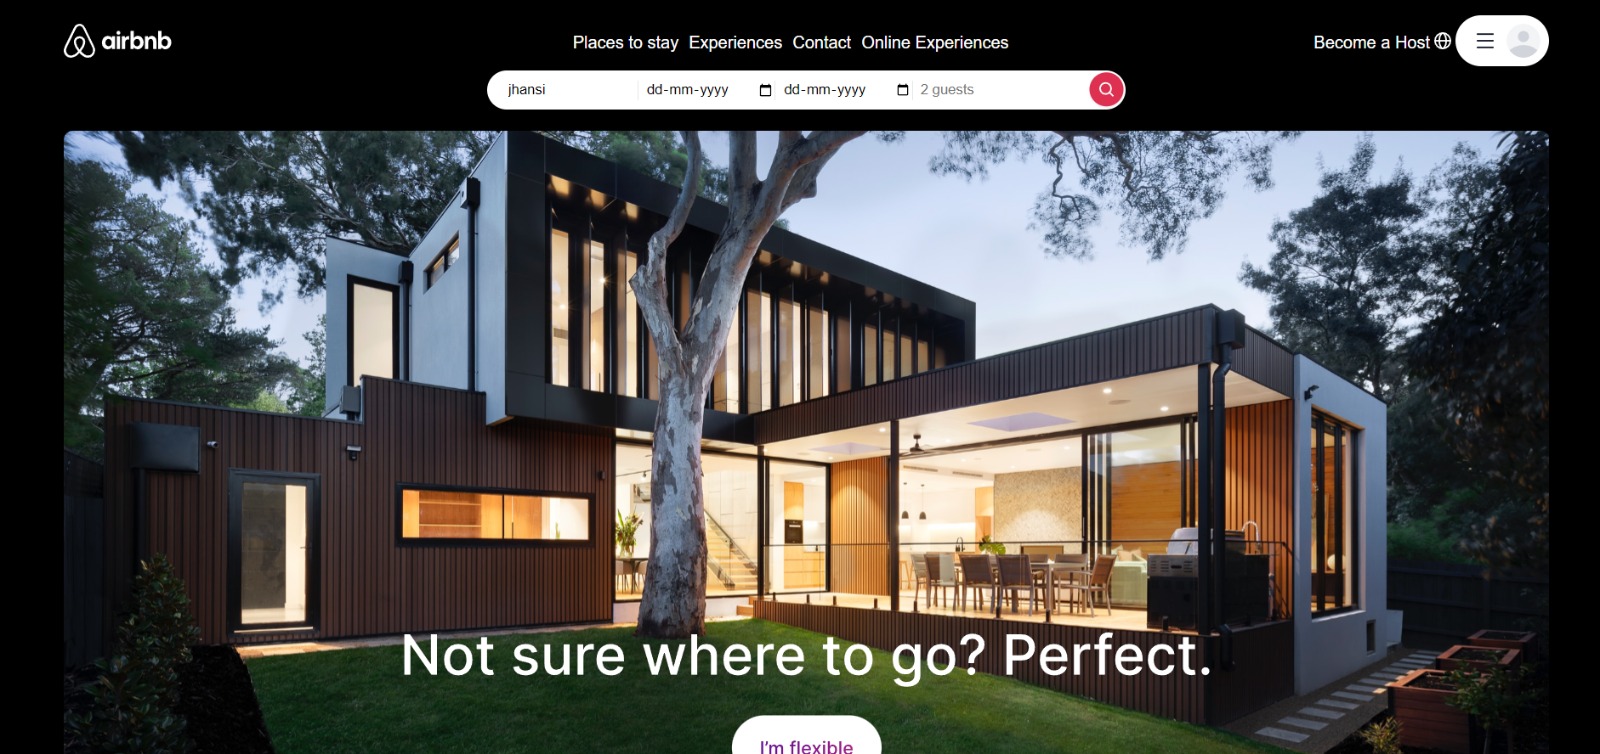 airbnb
Places to stay Experiences Contact Online Experiences
Become a Host
jhansi dd-mm-yyyy dd-mm-yyyy 2 guests
Not sure where to go? Perfect.
I'm flexible